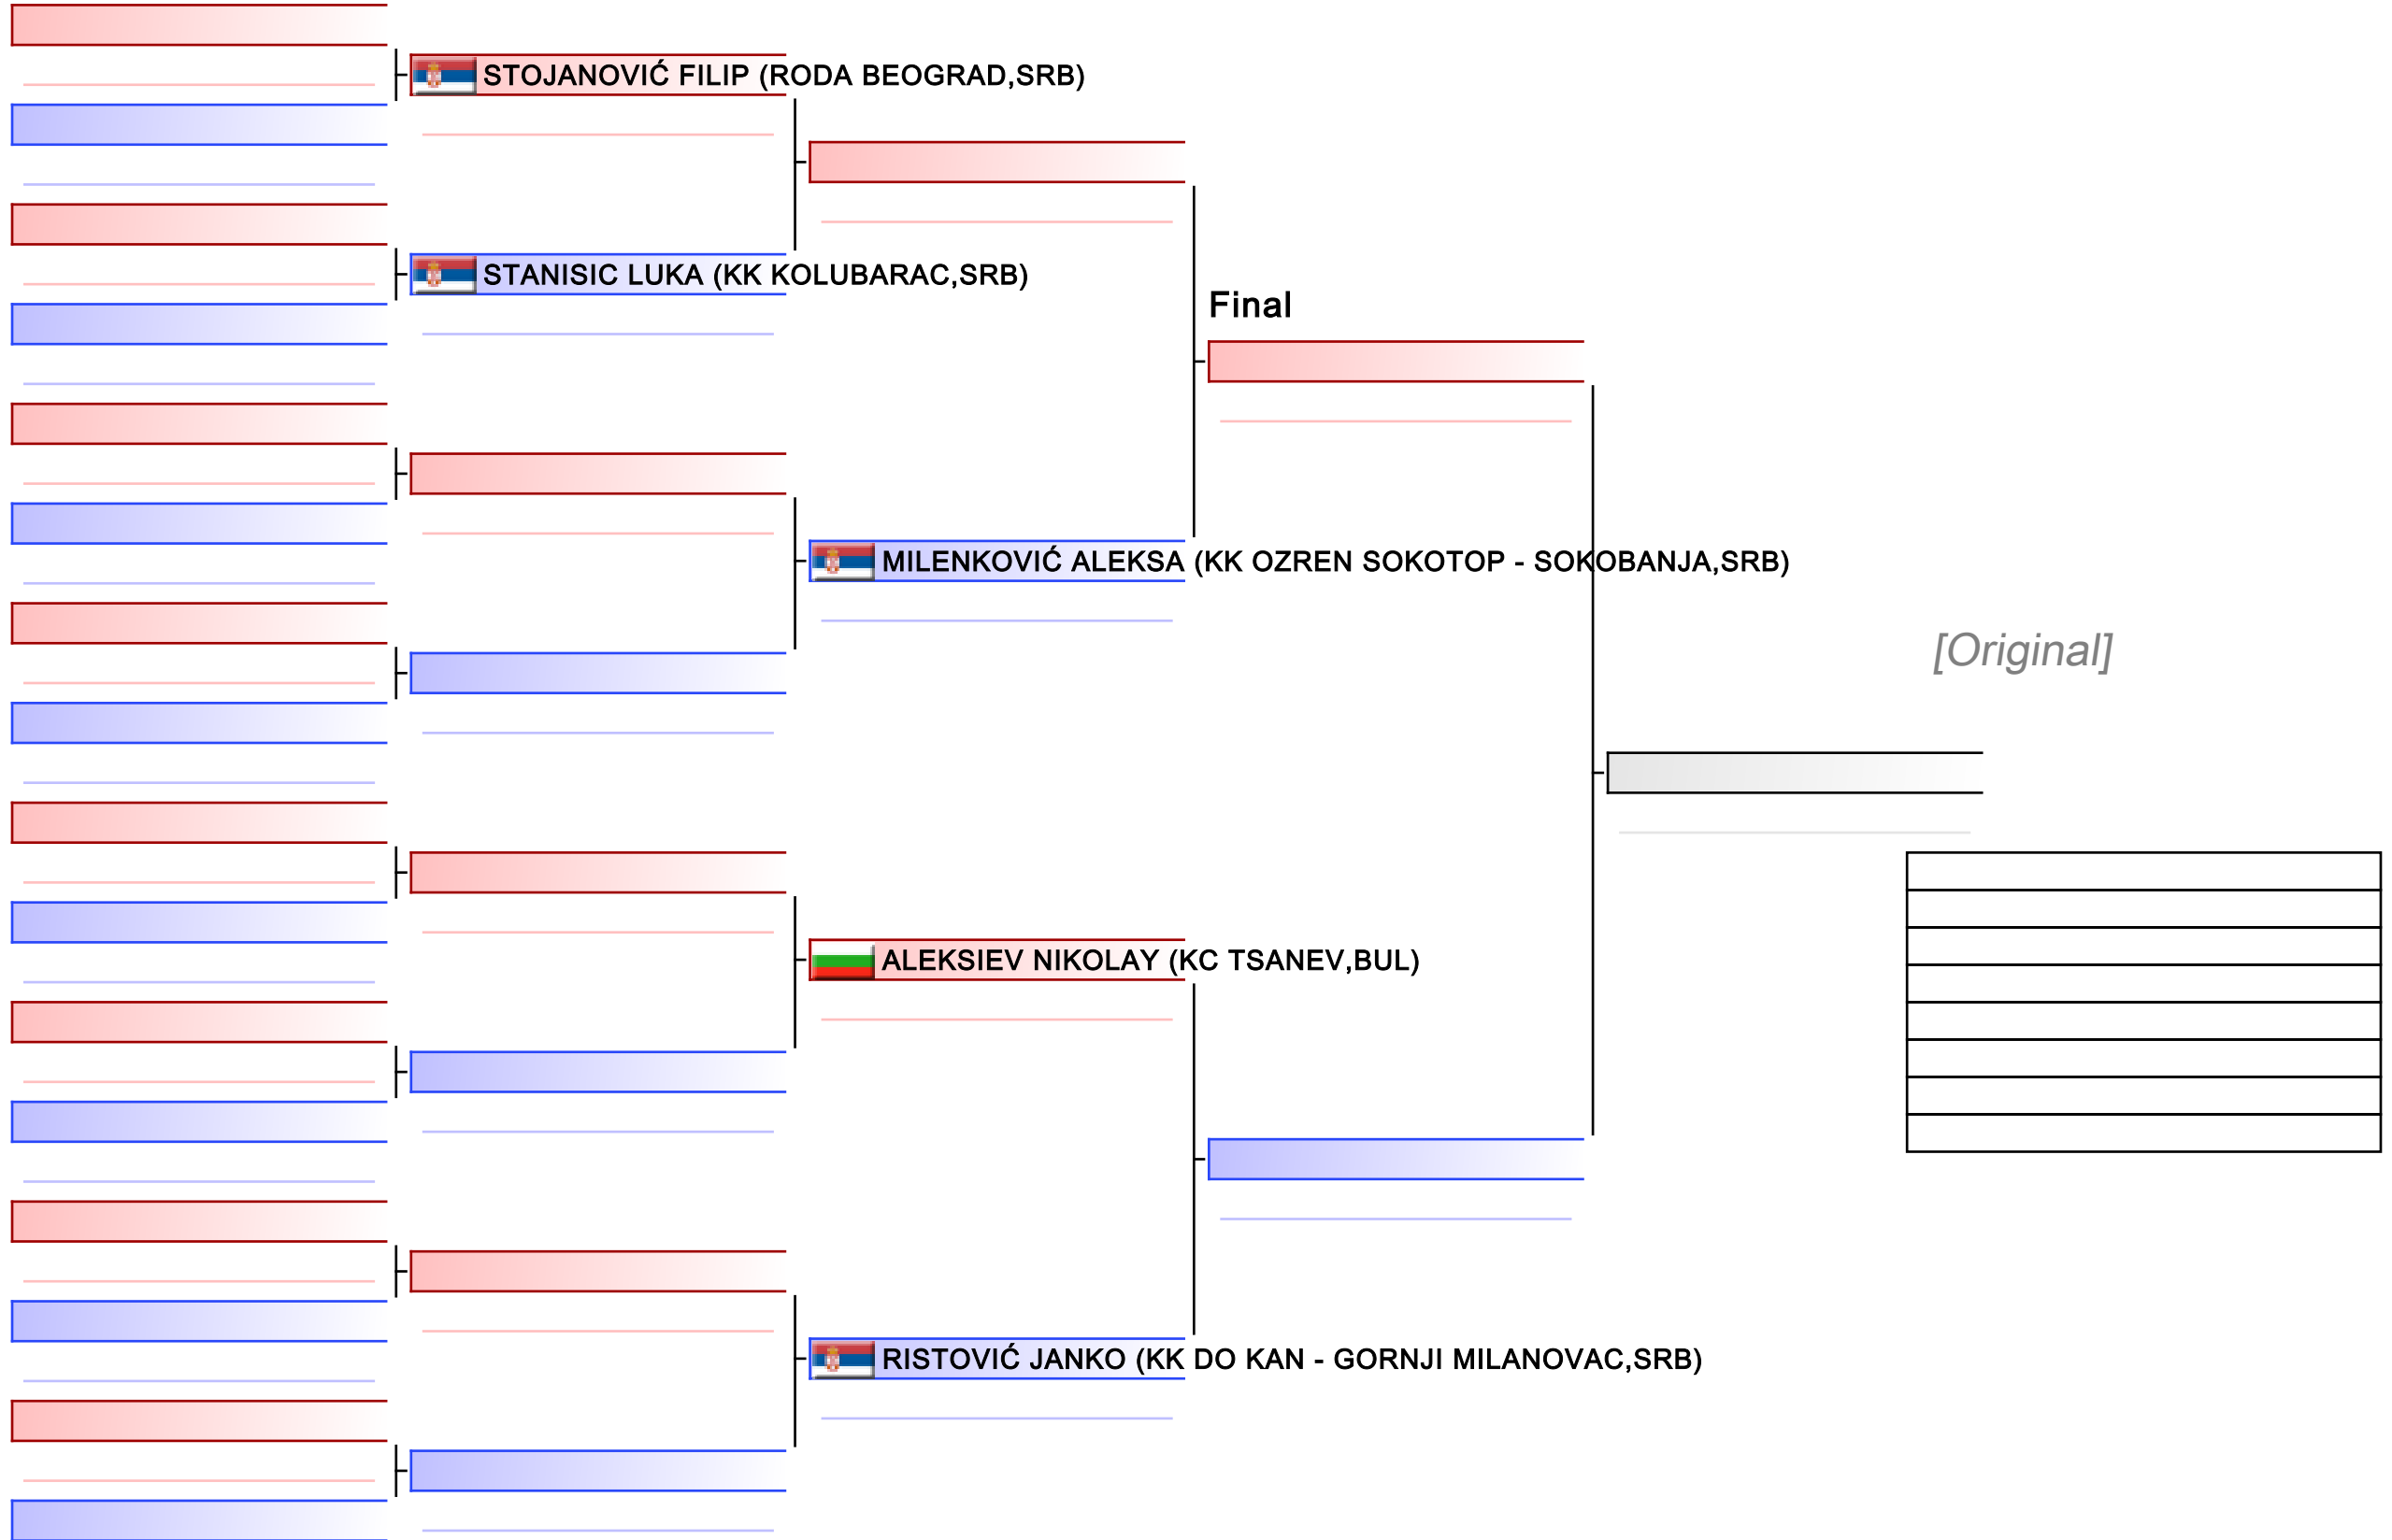 STOJANOVIĆ FILIP (RODA BEOGRAD,SRB)
STANISIC LUKA (KK KOLUBARAC,SRB)
Final
MILENKOVIĆ ALEKSA (KK OZREN SOKOTOP - SOKOBANJA,SRB)
[Original]
ALEKSIEV NIKOLAY (KC TSANEV,BUL)
RISTOVIĆ JANKO (KK DO KAN - GORNJI MILANOVAC,SRB)